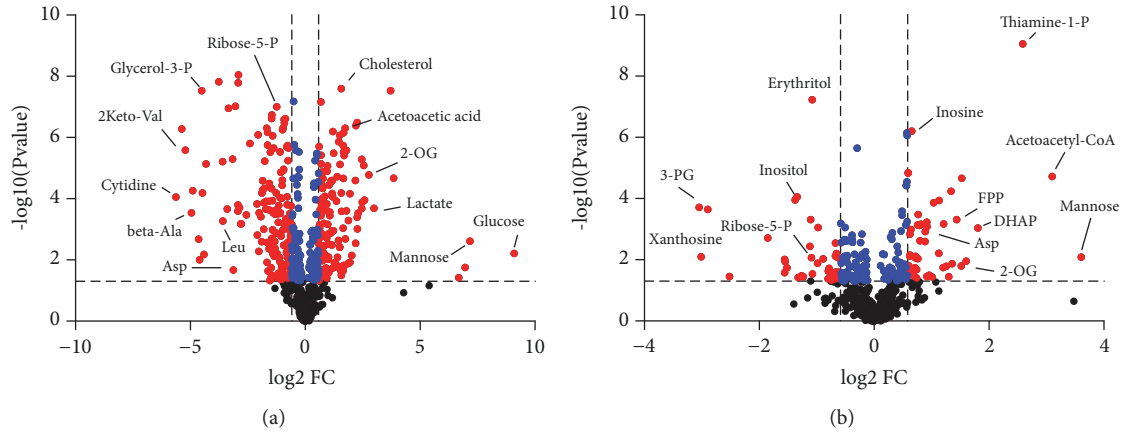 10
8
6
4
2
0
-log10(Pvalue)
Ribose-5-P
Glycerol-3-P
2Keto-Val
Cytidine
beta-Ala
Leu
Asp
Cholesterol
Acetoacetic acid
2-OG
Lactate
Glucose
Mannose
−10
−5
0
5
10
log2 FC
(a)
10
8
6
4
2
0
-log10(Pvalue)
Thiamine-1-P
Erythritol
Inosine
Acetoacetyl-CoA
Inositol
3-PG
FPP
Mannose
Ribose-5-P
DHAP
Xanthosine
Asp
2-OG
−4
−2
0
2
4
log2 FC
(b)